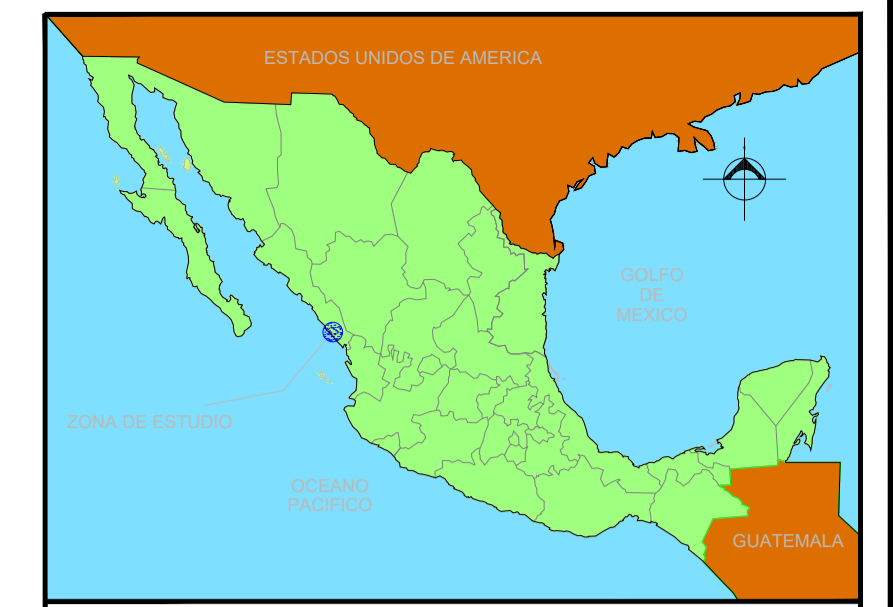 ESTADOS UNIDOS DE AMERICA
GOLFO
DE
MEXICO
ZONA DE ESTUDIO
OCEANO
PACIFICO
GUATEMALA